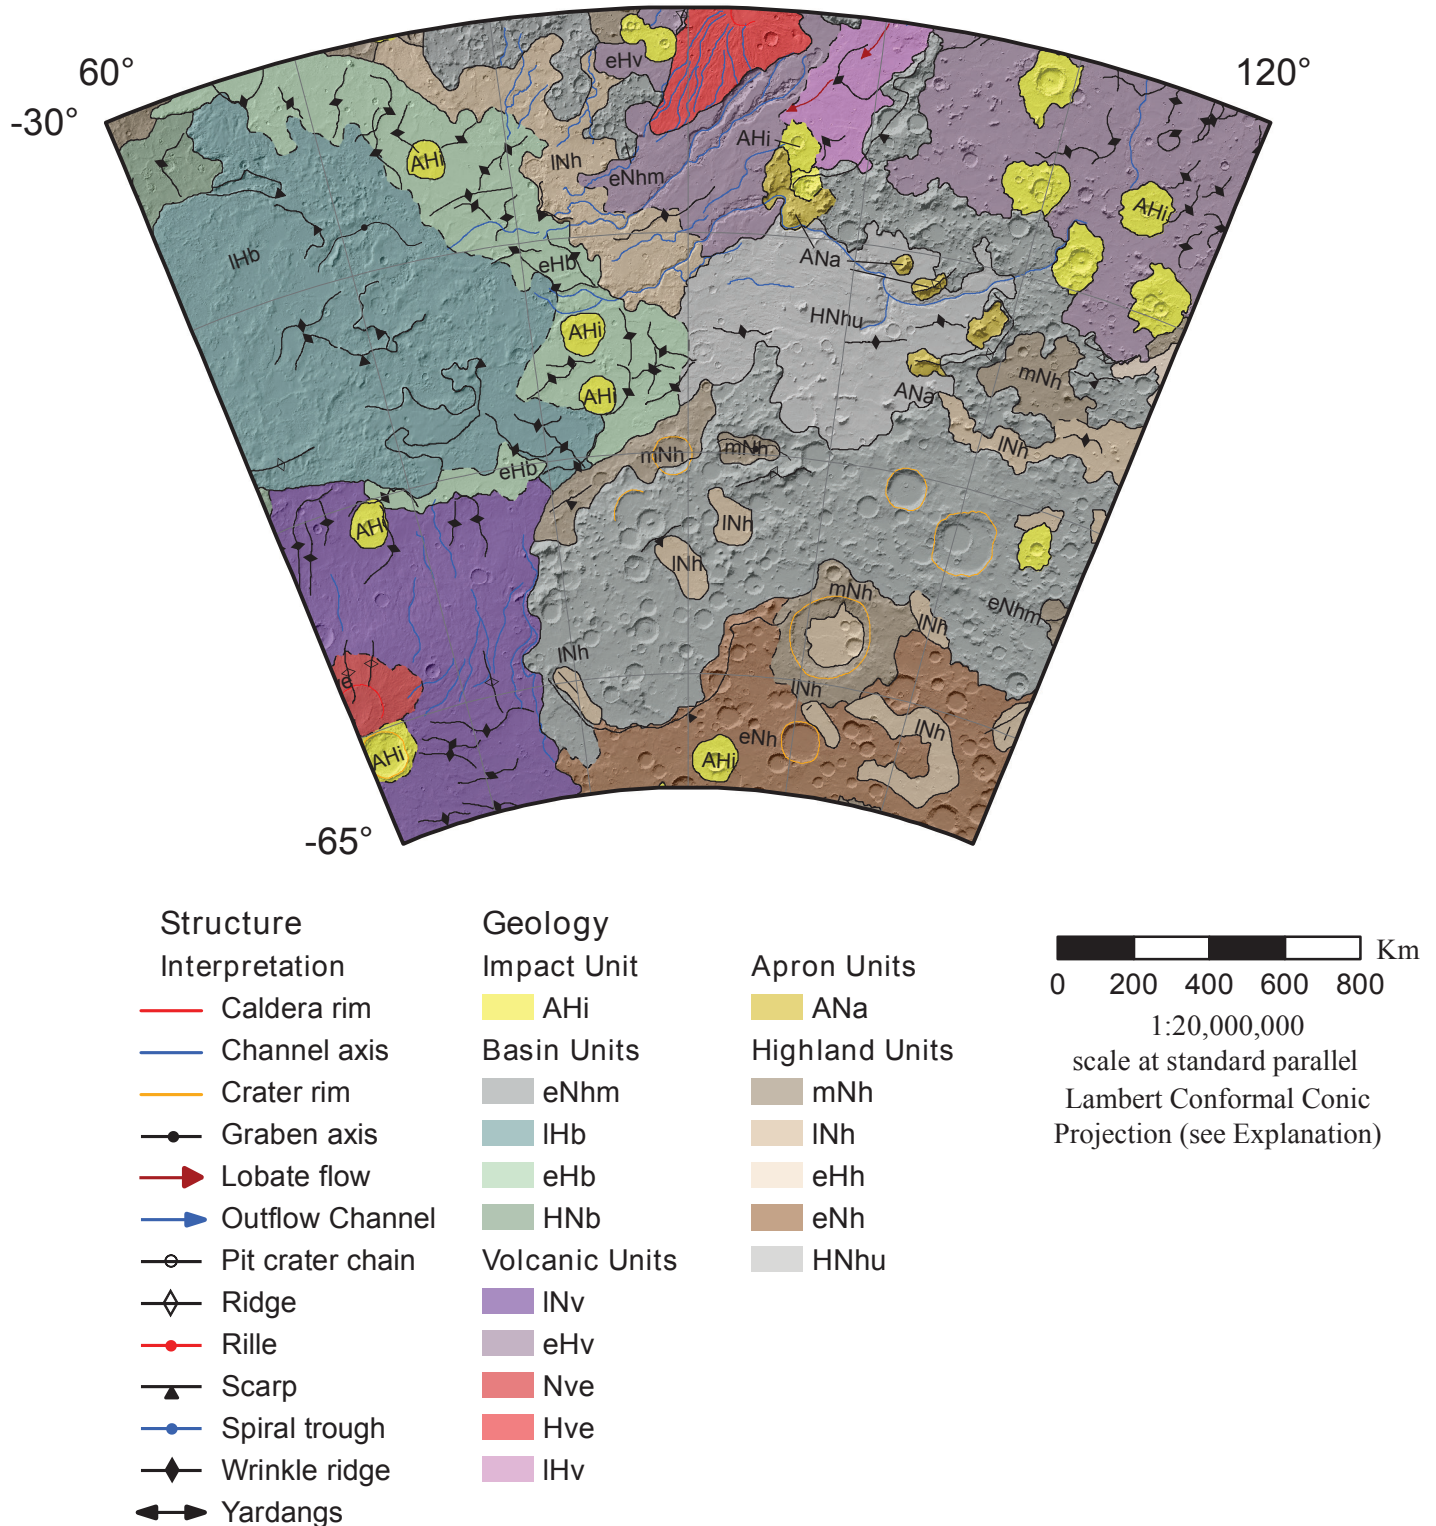 60°
-30°
120°
-65°
eHv
AHi
AHi
lNh
eNhm
AHi
lHb
eHb
ANa
HNhu
AHi
mNh
AHi
ANa
lNh
mNh
mNh
eHb
AHi
lNh
lNh
mNh
eNhm
lNh
lNh
lNh
lNh
eNh
AHi
AHi
Structure
Interpretation
Caldera rim
Channel axis
Crater rim
Graben axis
Lobate flow
Outflow Channel
Pit crater chain
Ridge
Rille
Scarp
Spiral trough
Wrinkle ridge
Yardangs
Geology
Impact Unit
AHi
Basin Units
eNhm
lHb
eHb
HNb
Volcanic Units
lNv
eHv
Nve
Hve
lHv
Apron Units
ANa
Highland Units
mNh
lNh
eHh
eNh
HNhu
Km
0 200 400 600 800
1:20,000,000
scale at standard parallel
Lambert Conformal Conic
Projection (see Explanation)